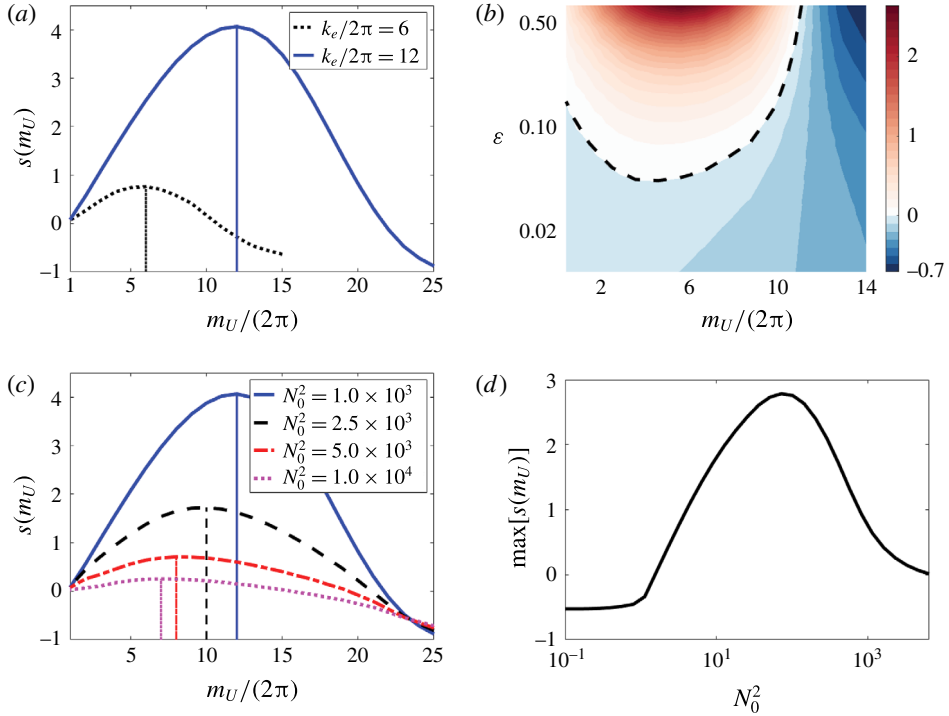 (a)
4
3
2
1
0
–1
s(m_U)
k_e/2π = 6
k_e/2π = 12
1
5
10
15
20
25
m_U/(2π)
(b)
0.50
0.10
0.02
ε
2
6
10
14
m_U/(2π)
2
1
0
–0.7
(c)
4
3
2
1
0
–1
s(m_U)
N_0^2 = 1.0 × 10^3
N_0^2 = 2.5 × 10^3
N_0^2 = 5.0 × 10^3
N_0^2 = 1.0 × 10^4
5
10
15
20
25
m_U/(2π)
(d)
3
2
1
0
–1
max[s(m_U)]
10^–1
10^1
10^3
N_0^2